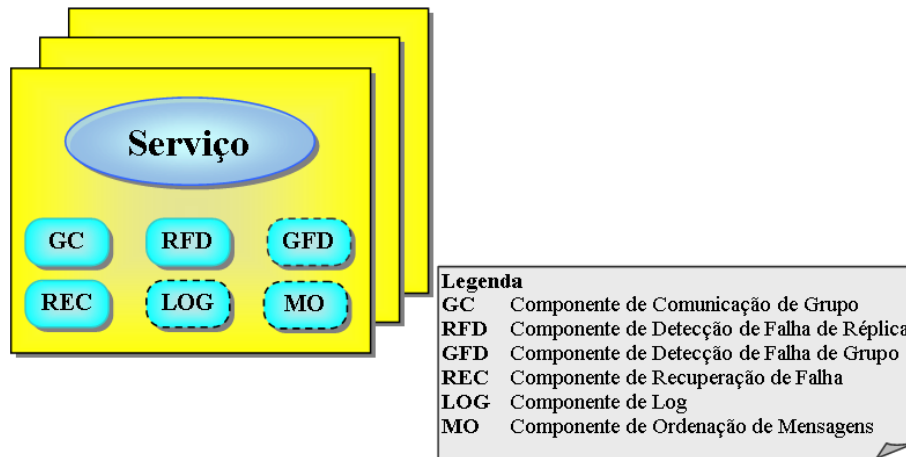 Serviço
GC RFD GFD
REC LOG MO
Legenda
GC Componente de Comunicação de Grupo
RFD Componente de Detecção de Falha de Réplica
GFD Componente de Detecção de Falha de Grupo
REC Componente de Recuperação de Falha
LOG Componente de Log
MO Componente de Ordenação de Mensagens